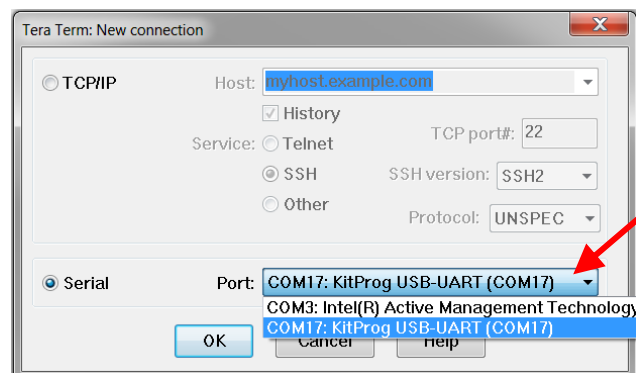 Tera Term: New connection
TCP/IP
Host: myhost.example.com
History
Service: Telnet
TCP port#: 22
SSH
SSH version: SSH2
Other
Protocol: UNSPEC
Serial
Port: COM17: KitProg USB-UART (COM17)
COM3: Intel(R) Active Management Technology
COM17: KitProg USB-UART (COM17)
OK
Cancel
Help